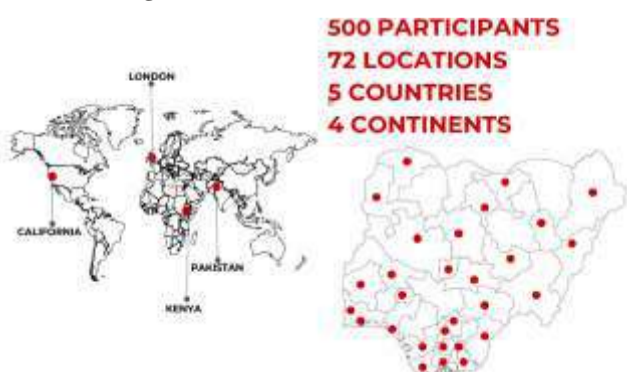 500 PARTICIPANTS
72 LOCATIONS
5 COUNTRIES
4 CONTINENTS
LONDON
CALIFORNIA
PAKISTAN
KENYA